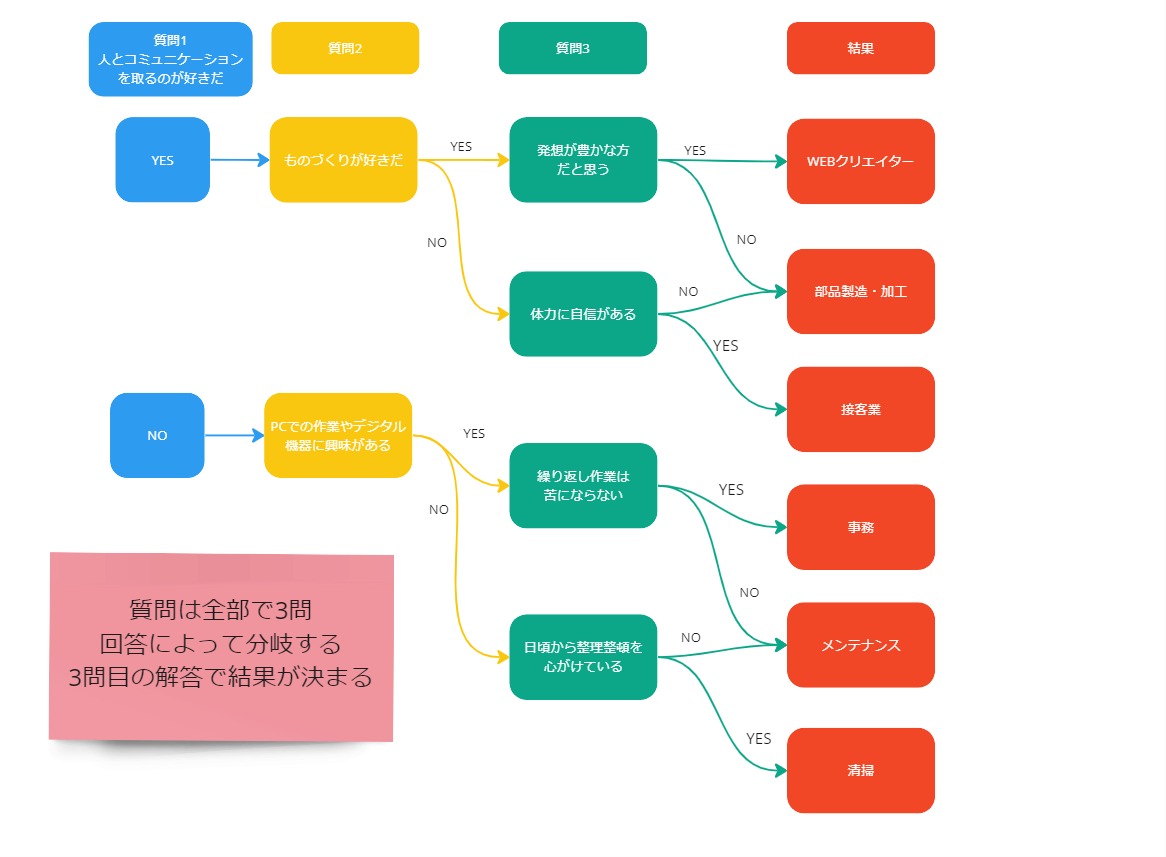 質問1
人とコミュニケーション
を取るのが好きだ
質問2
質問3
結果
YES
ものづくりが好きだ
YES
発想が豊かな方
だと思う
YES
WEBクリエイター
NO
NO
体力に自信がある
NO
部品製造・加工
YES
接客業
NO
PCでの作業やデジタル
機器に興味がある
YES
繰り返し作業は
苦にならない
YES
事務
NO
NO
日頃から整理整頓を
心がけている
NO
メンテナンス
YES
清掃
質問は全部で3問
回答によって分岐する
3問目の解答で結果が決まる